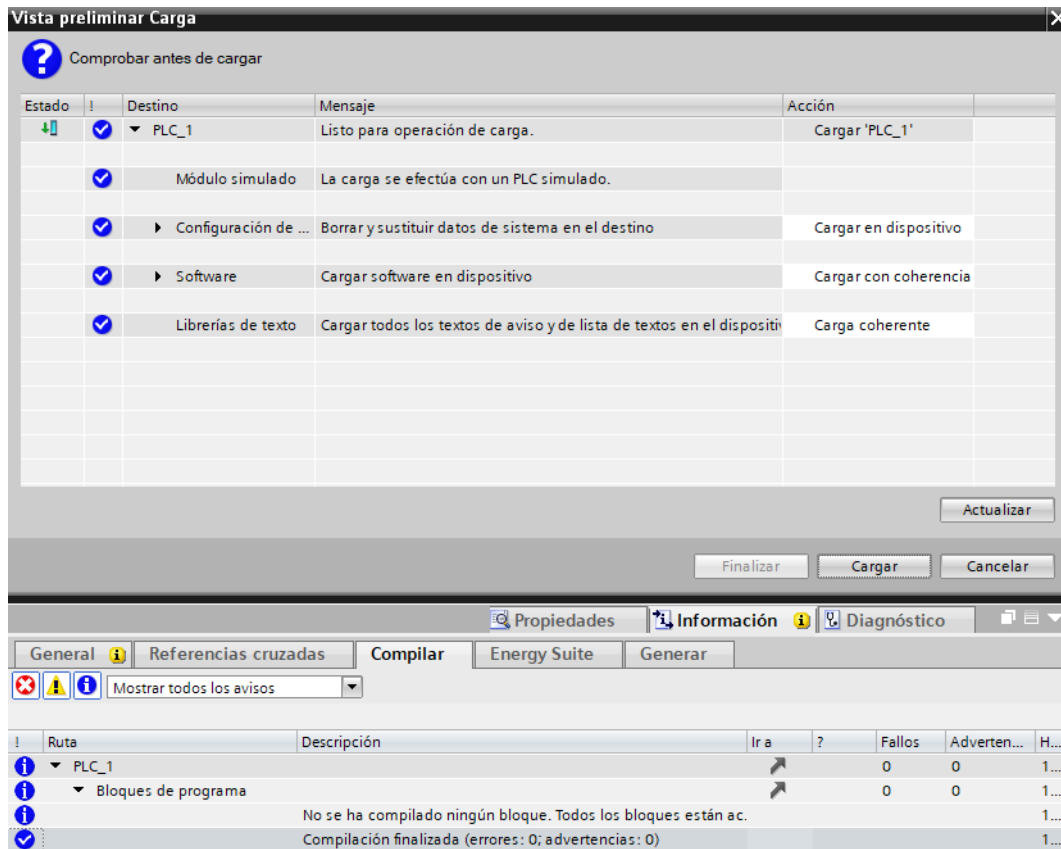 Vista preliminar Carga
Comprobar antes de cargar
Estado ! Destino Mensaje Acción
PLC_1 Listo para operación de carga. Cargar 'PLC_1'
Módulo simulado La carga se efectúa con un PLC simulado.
Configuración de ... Borrar y sustituir datos de sistema en el destino Cargar en dispositivo
Software Cargar software en dispositivo Cargar con coherencia
Librerías de texto Cargar todos los textos de aviso y de lista de textos en el dispositiv Carga coherente
Actualizar
Finalizar Cargar Cancelar
Propiedades Información Diagnóstico
General Referencias cruzadas Compilar Energy Suite Generar
Mostrar todos los avisos
! Ruta Descripción Ir a ? Fallos Adverten... H...
PLC_1 0 0 1...
Bloques de programa 0 0 1...
No se ha compilado ningún bloque. Todos los bloques están ac. 1...
Compilación finalizada (errores: 0; advertencias: 0) 1...